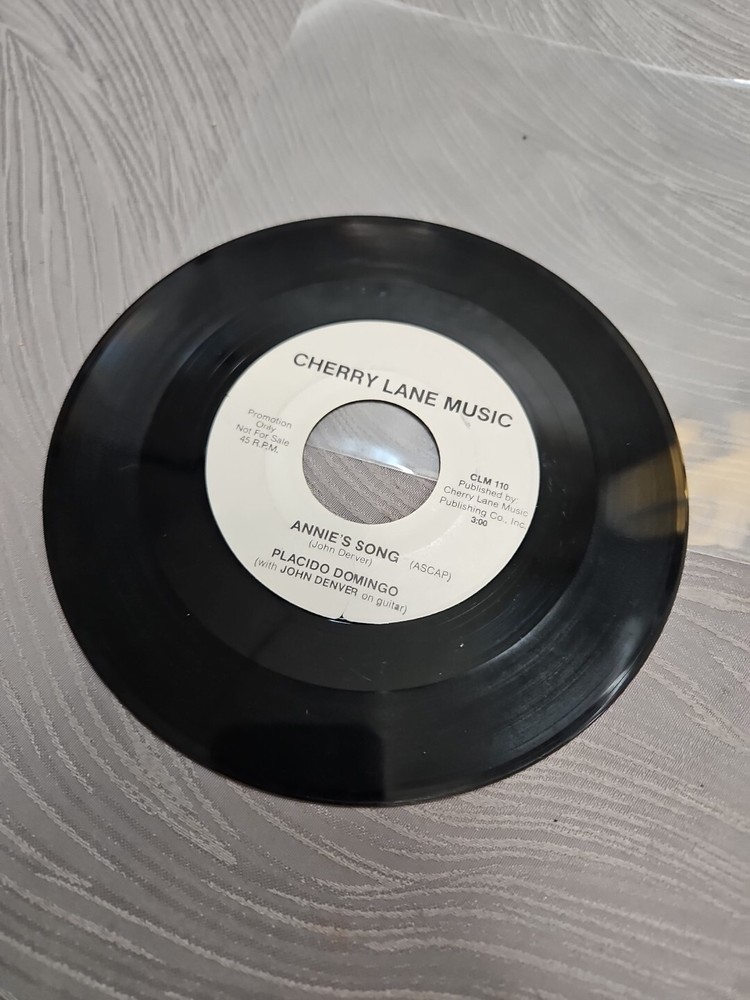 CHERRY LANE MUSIC
Promotion
Only
Not For Sale
45 R.P.M.
CLM 110
Published by:
Cherry Lane Music
Publishing Co., Inc.
3:00
ANNIE'S SONG
(John Derver) (ASCAP)
PLACIDO DOMINGO
(with JOHN DENVER on guitar)